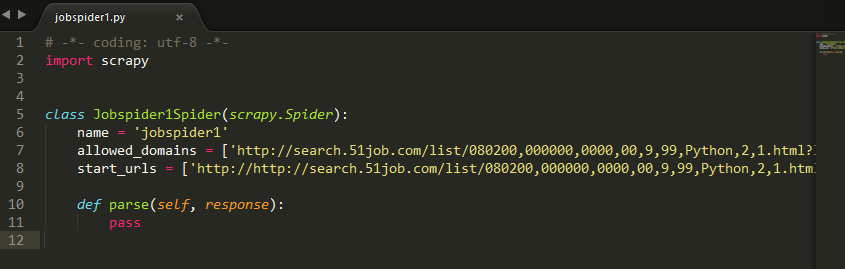 jobspider1.py ×
1 # -*- coding: utf-8 -*-
2 import scrapy
3
4
5 class Jobspider1Spider(scrapy.Spider):
6 name = 'jobspider1'
7 allowed_domains = ['http://search.51job.com/list/080200,000000,0000,00,9,99,Python,2,1.html?
8 start_urls = ['http://http://search.51job.com/list/080200,000000,0000,00,9,99,Python,2,1.htm
9
10 def parse(self, response):
11 pass
12